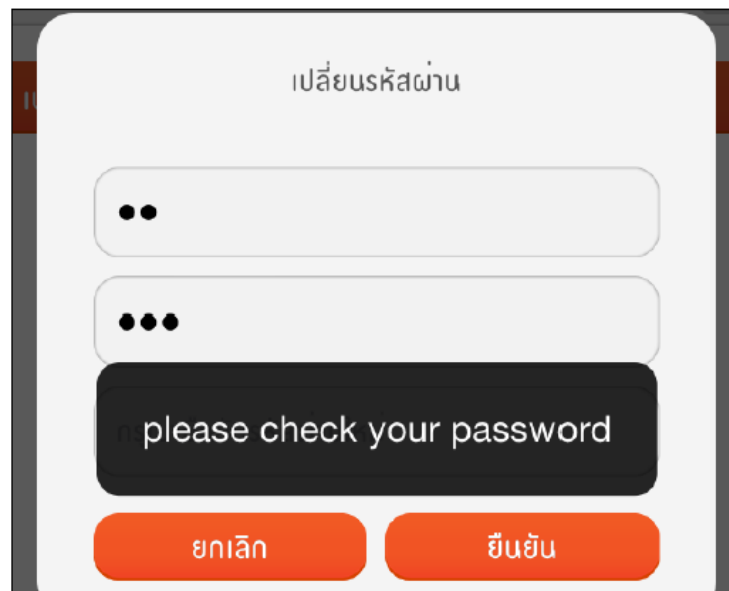 เปลี่ยนรหัสผ่าน
••
•••
please check your password
ยกเลิก
ยืนยัน